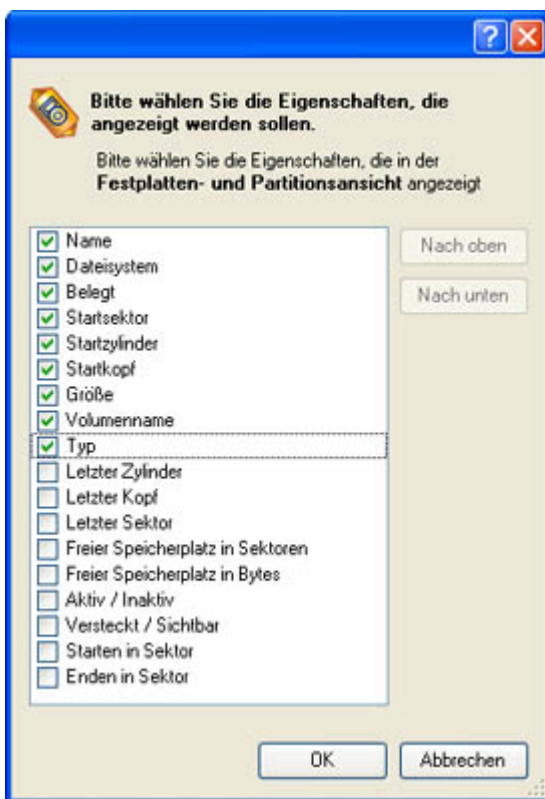 Bitte wählen Sie die Eigenschaften, die
angezeigt werden sollen.
Bitte wählen Sie die Eigenschaften, die in der
Festplatten- und Partitionsansicht angezeigt
Name
Dateisystem
Belegt
Startsektor
Startzylinder
Startkopf
Größe
Volumenname
Typ
Letzter Zylinder
Letzter Kopf
Letzter Sektor
Freier Speicherplatz in Sektoren
Freier Speicherplatz in Bytes
Aktiv / Inaktiv
Versteckt / Sichtbar
Starten in Sektor
Enden in Sektor
Nach oben
Nach unten
OK
Abbrechen